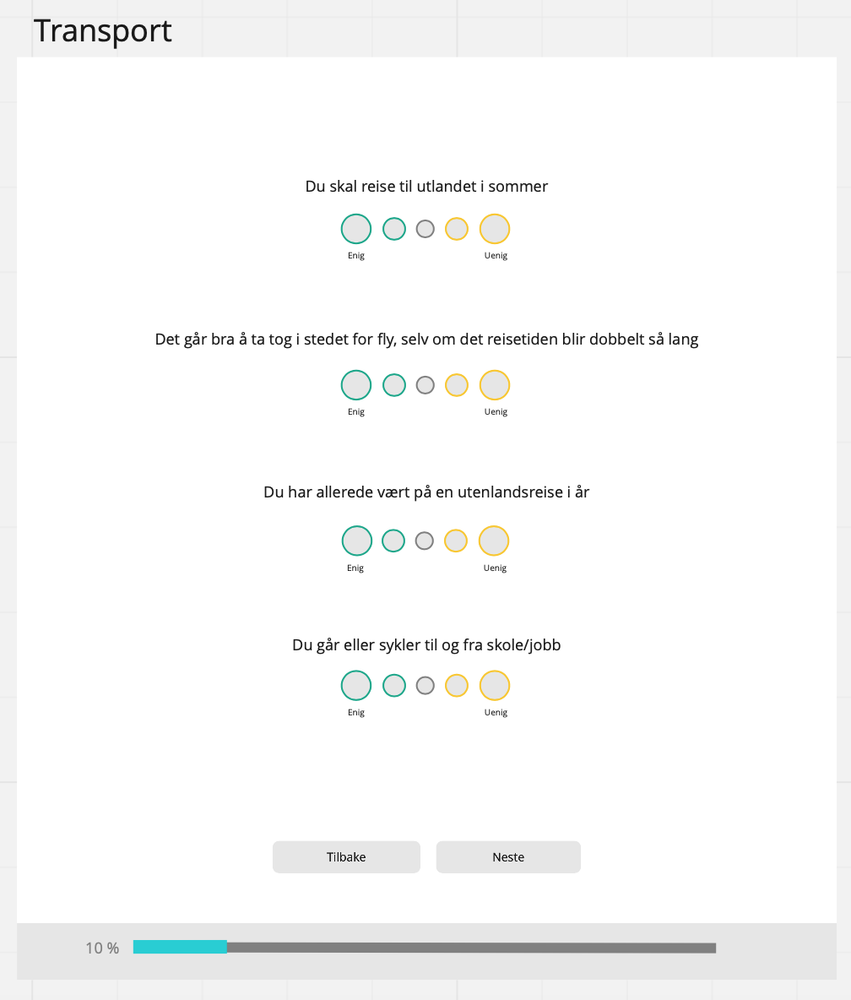 Transport
Du skal reise til utlandet i sommer
Enig Uenig
Det går bra å ta tog i stedet for fly, selv om det reisetiden blir dobbelt så lang
Enig Uenig
Du har allerede vært på en utenlandsreise i år
Enig Uenig
Du går eller sykler til og fra skole/jobb
Enig Uenig
Tilbake Neste
10 %